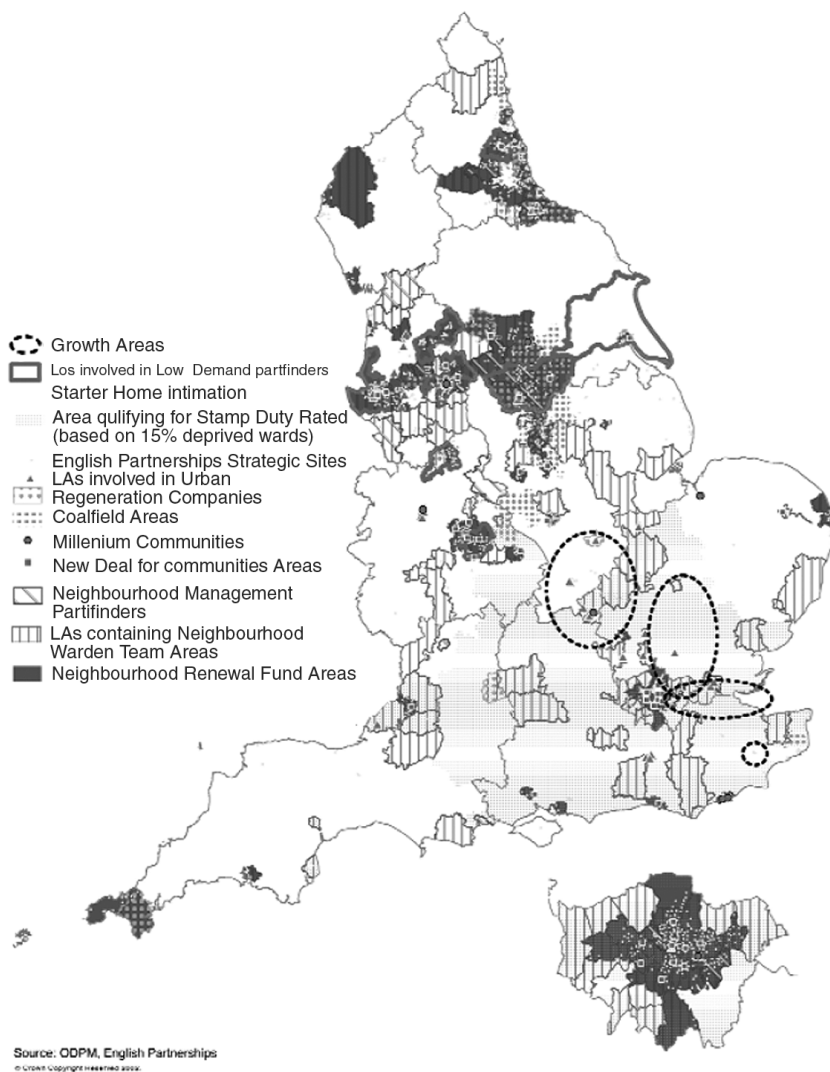 Growth Areas
Los involved in Low Demand partfinders
Starter Home intimation
Area qulifying for Stamp Duty Rated
(based on 15% deprived wards)
English Partnerships Strategic Sites
LAs involved in Urban
Regeneration Companies
Coalfield Areas
Millenium Communities
New Deal for communities Areas
Neighbourhood Management
Partifinders
LAs containing Neighbourhood
Warden Team Areas
Neighbourhood Renewal Fund Areas
Source: ODPM, English Partnerships
© Crown Copyright Reserved